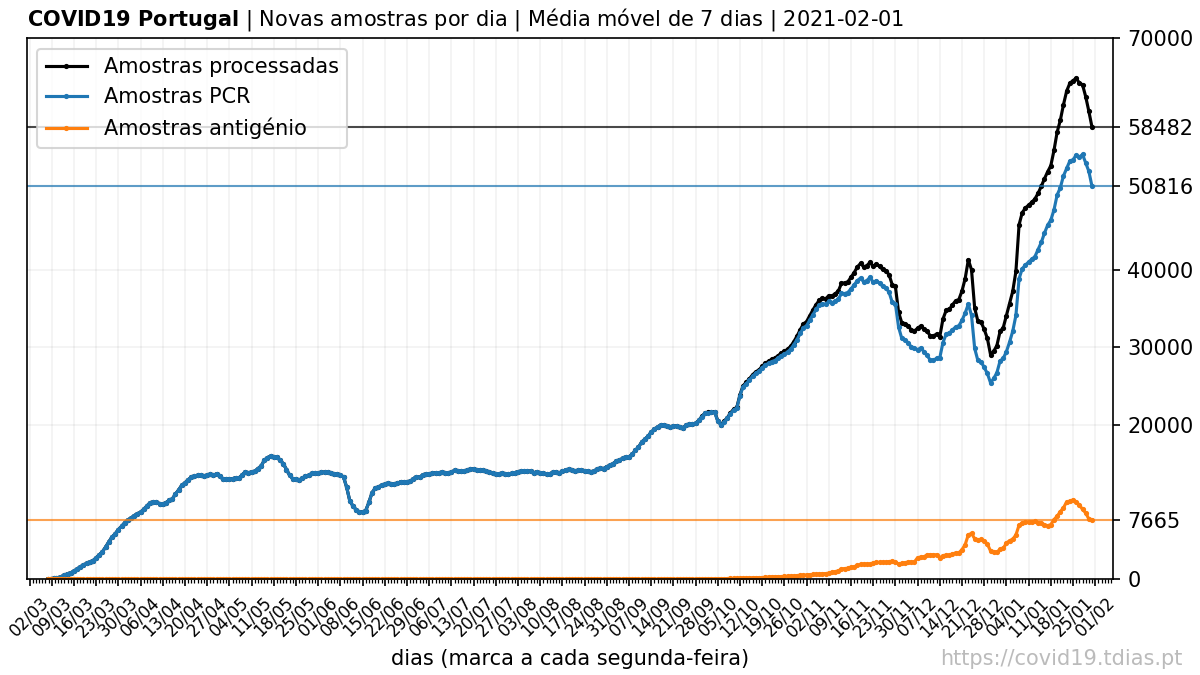 COVID19 Portugal | Novas amostras por dia | Média móvel de 7 dias | 2021-02-01
Amostras processadas
Amostras PCR
Amostras antigénio
70000
58482
50816
40000
30000
20000
7665
0
02/03 09/03 16/03 23/03 30/03 06/04 13/04 20/04 27/04 04/05 11/05 18/05 25/05 01/06 08/06 15/06 22/06 29/06 06/07 13/07 20/07 27/07 03/08 10/08 17/08 24/08 31/08 07/09 14/09 21/09 28/09 05/10 12/10 19/10 26/10 02/11 09/11 16/11 23/11 30/11 07/12 14/12 21/12 28/12 04/01 11/01 18/01 25/01 01/02
dias (marca a cada segunda-feira)
https://covid19.tdias.pt